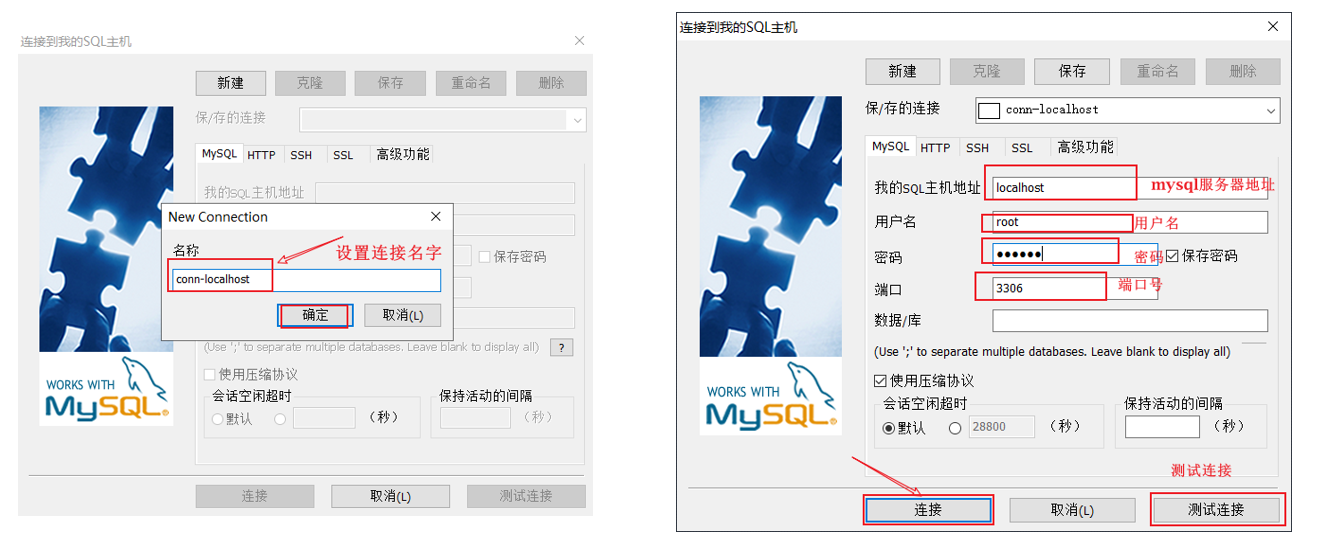 连接到我的SQL主机
新建 克隆 保存 重命名 删除
保/存的连接
MySQL HTTP SSH SSL 高级功能
我的SQL主机地址
New Connection
名称
设置连接名字
conn-localhost
确定 取消(L)
保存密码
(Use ';' to separate multiple databases. Leave blank to display all) ?
使用压缩协议
会话空闲超时 保持活动的间隔
默认 （秒） （秒）
WORKS WITH
MySQL®
连接 取消(L) 测试连接
连接到我的SQL主机
新建 克隆 保存 重命名 删除
保/存的连接 conn-localhost
MySQL HTTP SSH SSL 高级功能
我的SQL主机地址 localhost mysql服务器地址
用户名 root 用户名
密码 ●●●●●● 密码 保存密码
端口 3306 端口号
数据/库
(Use ';' to separate multiple databases. Leave blank to display all)
使用压缩协议
会话空闲超时 保持活动的间隔
默认 28800 （秒） （秒）
WORKS WITH
MySQL®
测试连接
连接 取消(L) 测试连接